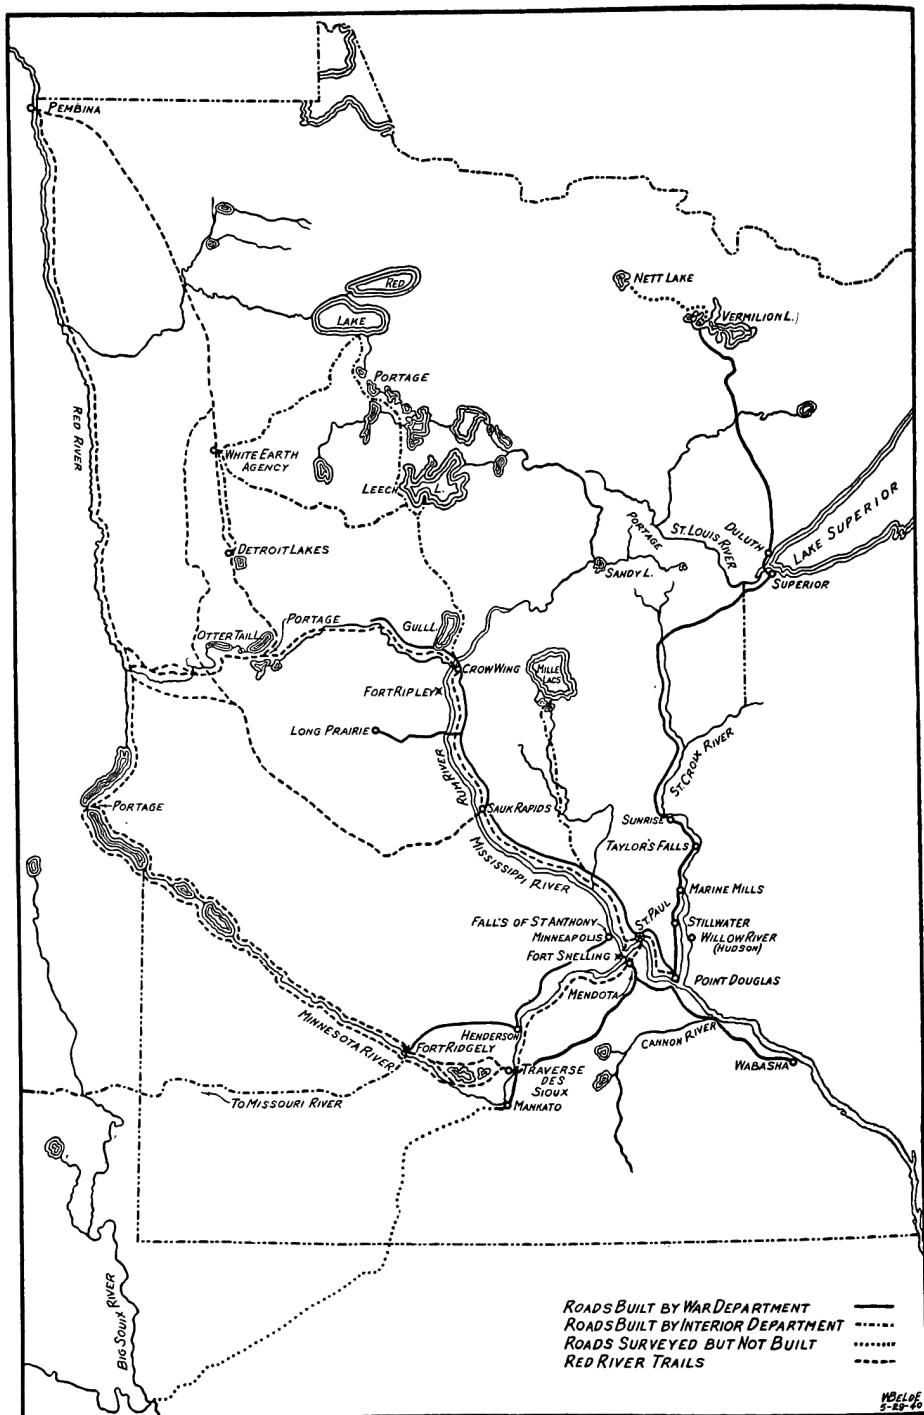 PEMBINA
RED
LAKE
NETT LAKE
VERMILION L.
PORTAGE
RED RIVER
WHITE EARTH
AGENCY
LEECH L.
PORTAGE
ST. LOUIS RIVER
DULUTH
LAKE SUPERIOR
DETROIT LAKES
SANDY L.
SUPERIOR
OTTER TAIL L.
PORTAGE
GULL L.
CROW WING
MILLE
LACS
FORT RIPLEY
LONG PRAIRIE
RUM RIVER
ST. CROIX RIVER
PORTAGE
SAUK RAPIDS
SUNRISE
TAYLOR'S FALLS
MISSISSIPPI RIVER
MARINE MILLS
FALL'S OF ST ANTHONY
MINNEAPOLIS
ST. PAUL
STILLWATER
WILLOW RIVER
(HUDSON)
FORT SNELLING
POINT DOUGLAS
MENDOTA
MINNESOTA RIVER
HENDERSON
CANNON RIVER
FORT RIDGELY
WABASHA
TRAVERSE
DES
SIOUX
TO MISSOURI RIVER
MANKATO
BIG SOUIX RIVER
ROADS BUILT BY WAR DEPARTMENT
ROADS BUILT BY INTERIOR DEPARTMENT
ROADS SURVEYED BUT NOT BUILT
RED RIVER TRAILS